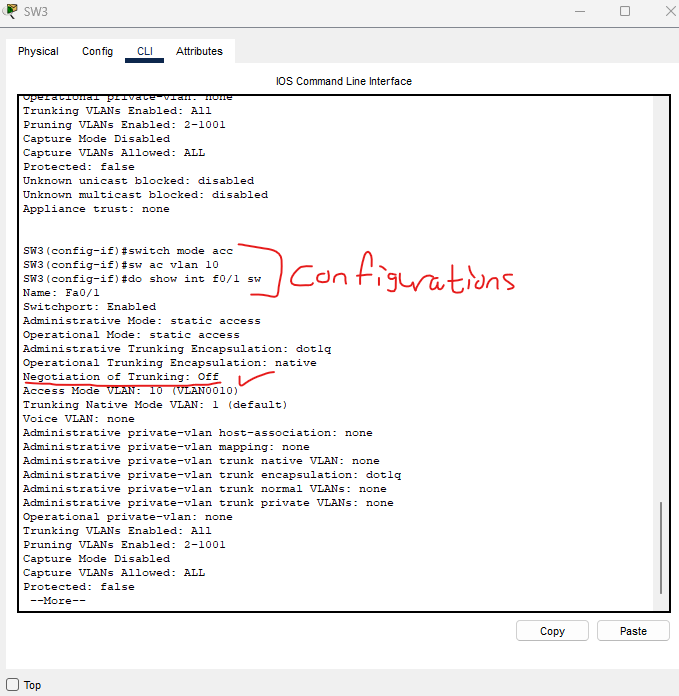 SW3
Physical Config CLI Attributes
IOS Command Line Interface
Operational private-vlan: none
Trunking VLANs Enabled: All
Pruning VLANs Enabled: 2-1001
Capture Mode Disabled
Capture VLANs Allowed: ALL
Protected: false
Unknown unicast blocked: disabled
Unknown multicast blocked: disabled
Appliance trust: none
SW3(config-if)#switch mode acc
SW3(config-if)#sw ac vlan 10
SW3(config-if)#do show int f0/1 sw
Configurations
Name: Fa0/1
Switchport: Enabled
Administrative Mode: static access
Operational Mode: static access
Administrative Trunking Encapsulation: dot1q
Operational Trunking Encapsulation: native
Negotiation of Trunking: Off
Access Mode VLAN: 10 (VLAN0010)
Trunking Native Mode VLAN: 1 (default)
Voice VLAN: none
Administrative private-vlan host-association: none
Administrative private-vlan mapping: none
Administrative private-vlan trunk native VLAN: none
Administrative private-vlan trunk encapsulation: dot1q
Administrative private-vlan trunk normal VLANs: none
Administrative private-vlan trunk private VLANs: none
Operational private-vlan: none
Trunking VLANs Enabled: All
Pruning VLANs Enabled: 2-1001
Capture Mode Disabled
Capture VLANs Allowed: ALL
Protected: false
--More--
Copy Paste
Top